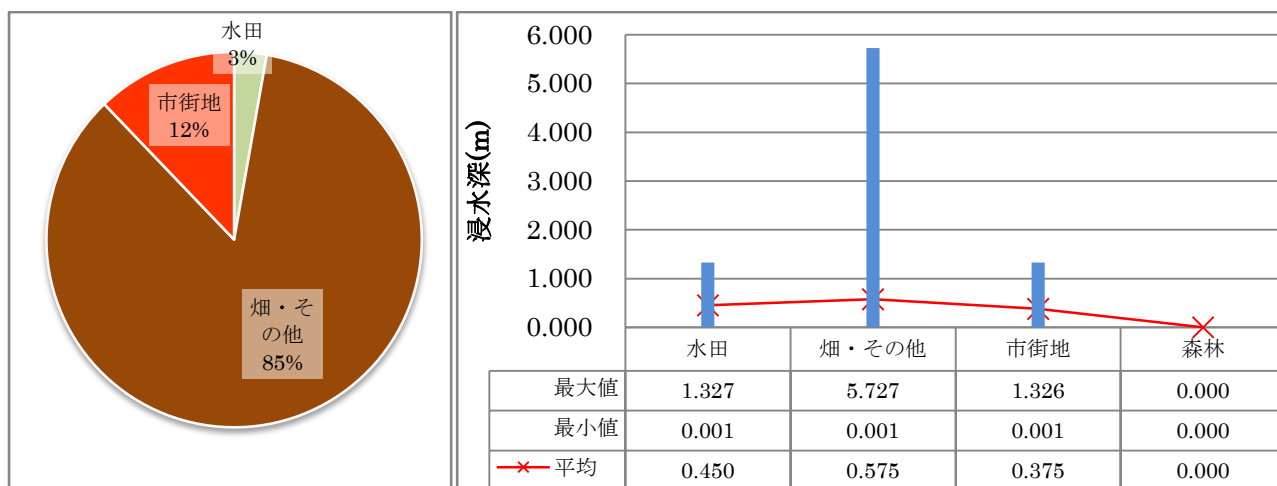 水田
3%
市街地
12%
畑・そ
の他
85%
浸水深(m)
6.000
5.000
4.000
3.000
2.000
1.000
0.000
水田 畑・その他 市街地 森林
最大値 1.327 5.727 1.326 0.000
最小値 0.001 0.001 0.001 0.000
平均 0.450 0.575 0.375 0.000